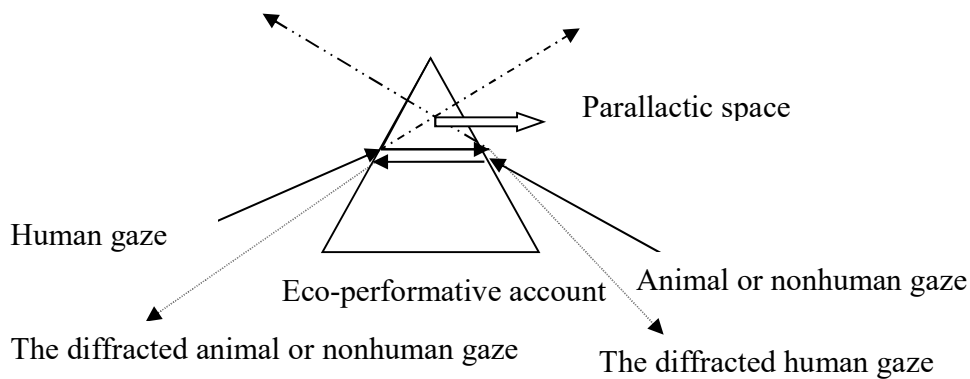 Parallactic space
Human gaze
Animal or nonhuman gaze
Eco-performative account
The diffracted animal or nonhuman gaze
The diffracted human gaze